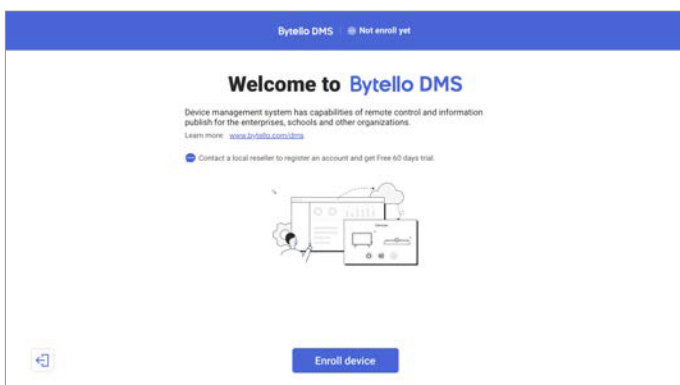 Bytello DMS
Not enroll yet
Welcome to Bytello DMS
Device management system has capabilities of remote control and information
publish for the enterprises, schools and other organizations.
Learn more: www.bytello.com/dms
Contact a local reseller to register an account and get Free 60 days trial.
Enroll device